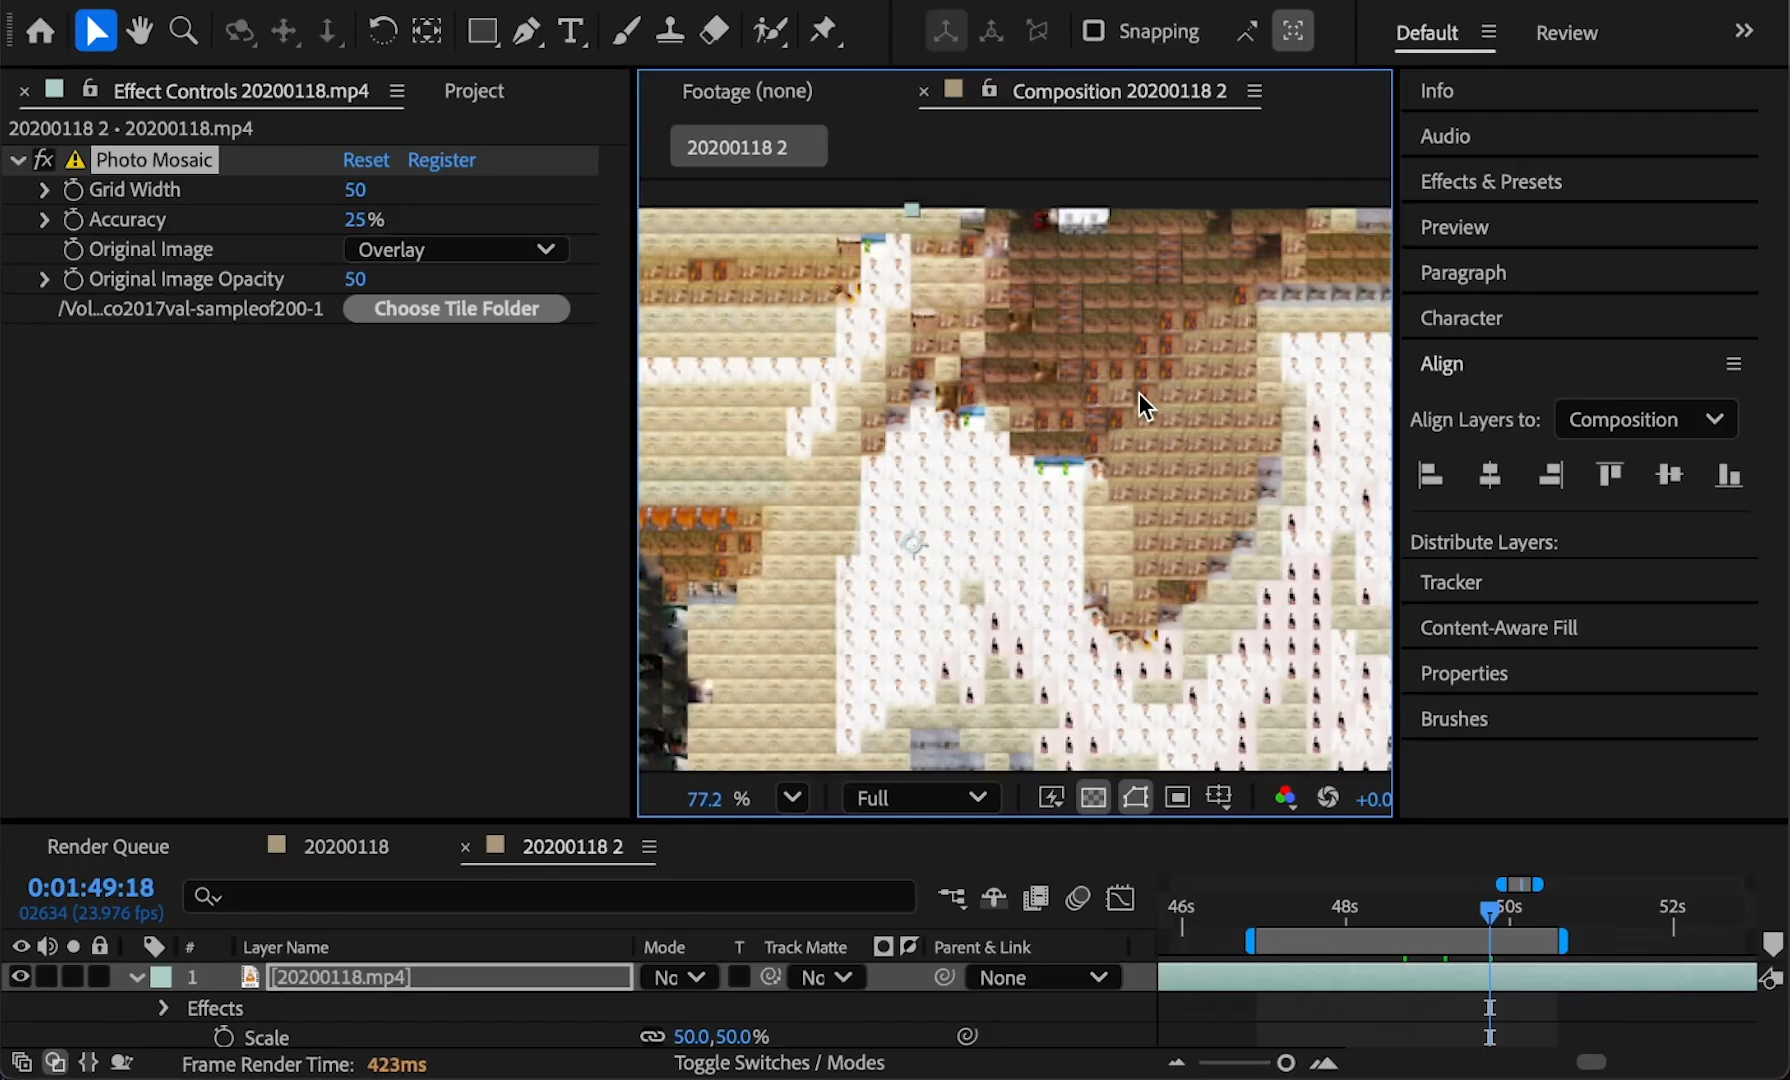 Snapping
Default
Review
Effect Controls 20200118.mp4
Project
20200118 2 • 20200118.mp4
fx Photo Mosaic Reset Register
Grid Width 50
Accuracy 25%
Original Image Overlay
Original Image Opacity 50
/Vol...co2017val-sampleof200-1 Choose Tile Folder
Footage (none)
Composition 20200118 2
20200118 2
77.2 %
Full
+0.0
Info
Audio
Effects & Presets
Preview
Paragraph
Character
Align
Align Layers to: Composition
Distribute Layers:
Tracker
Content-Aware Fill
Properties
Brushes
Render Queue
20200118
20200118 2
0:01:49:18
02634 (23.976 fps)
46s 48s 50s 52s
# Layer Name Mode T Track Matte Parent & Link
1 [20200118.mp4] Nc Nc None
Effects
Scale 50.0,50.0%
Frame Render Time: 423ms
Toggle Switches / Modes